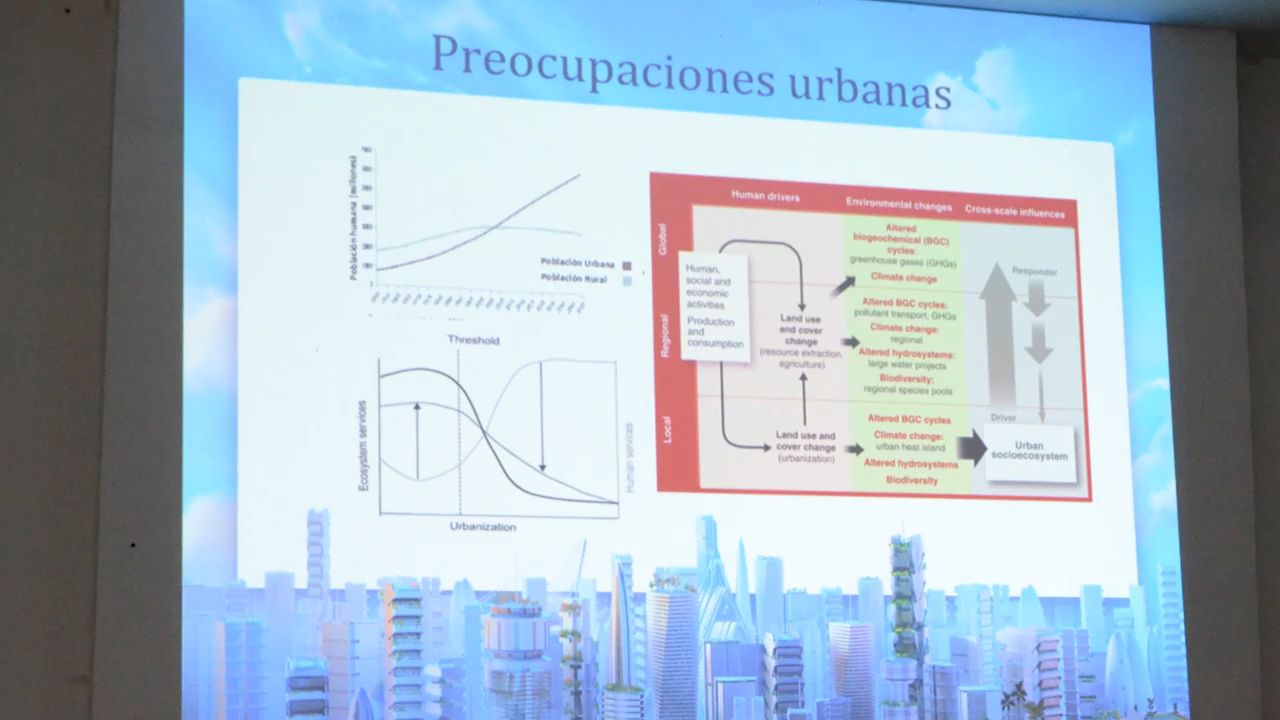 Preocupaciones urbanas
Población humana (millones)
Población Urbana
Población Rural
Threshold
Ecosystem services
Human services
Urbanization
Human drivers
Environmental changes
Cross-scale influences
Global
Regional
Local
Human,
social and
economic
activities
Production
and
consumption
Land use
and cover
change
(resource extraction,
agriculture)
Land use and
cover change
(urbanization)
Altered
biogeochemical (BGC)
cycles:
greenhouse gases (GHGs)
Climate change
Altered BGC cycles:
pollutant transport, GHGs
Climate change:
regional
Altered hydrosystems:
large water projects
Biodiversity:
regional species pools
Altered BGC cycles
Climate change:
urban heat island
Altered hydrosystems
Biodiversity
Responder
Driver
Urban
socioecosystem